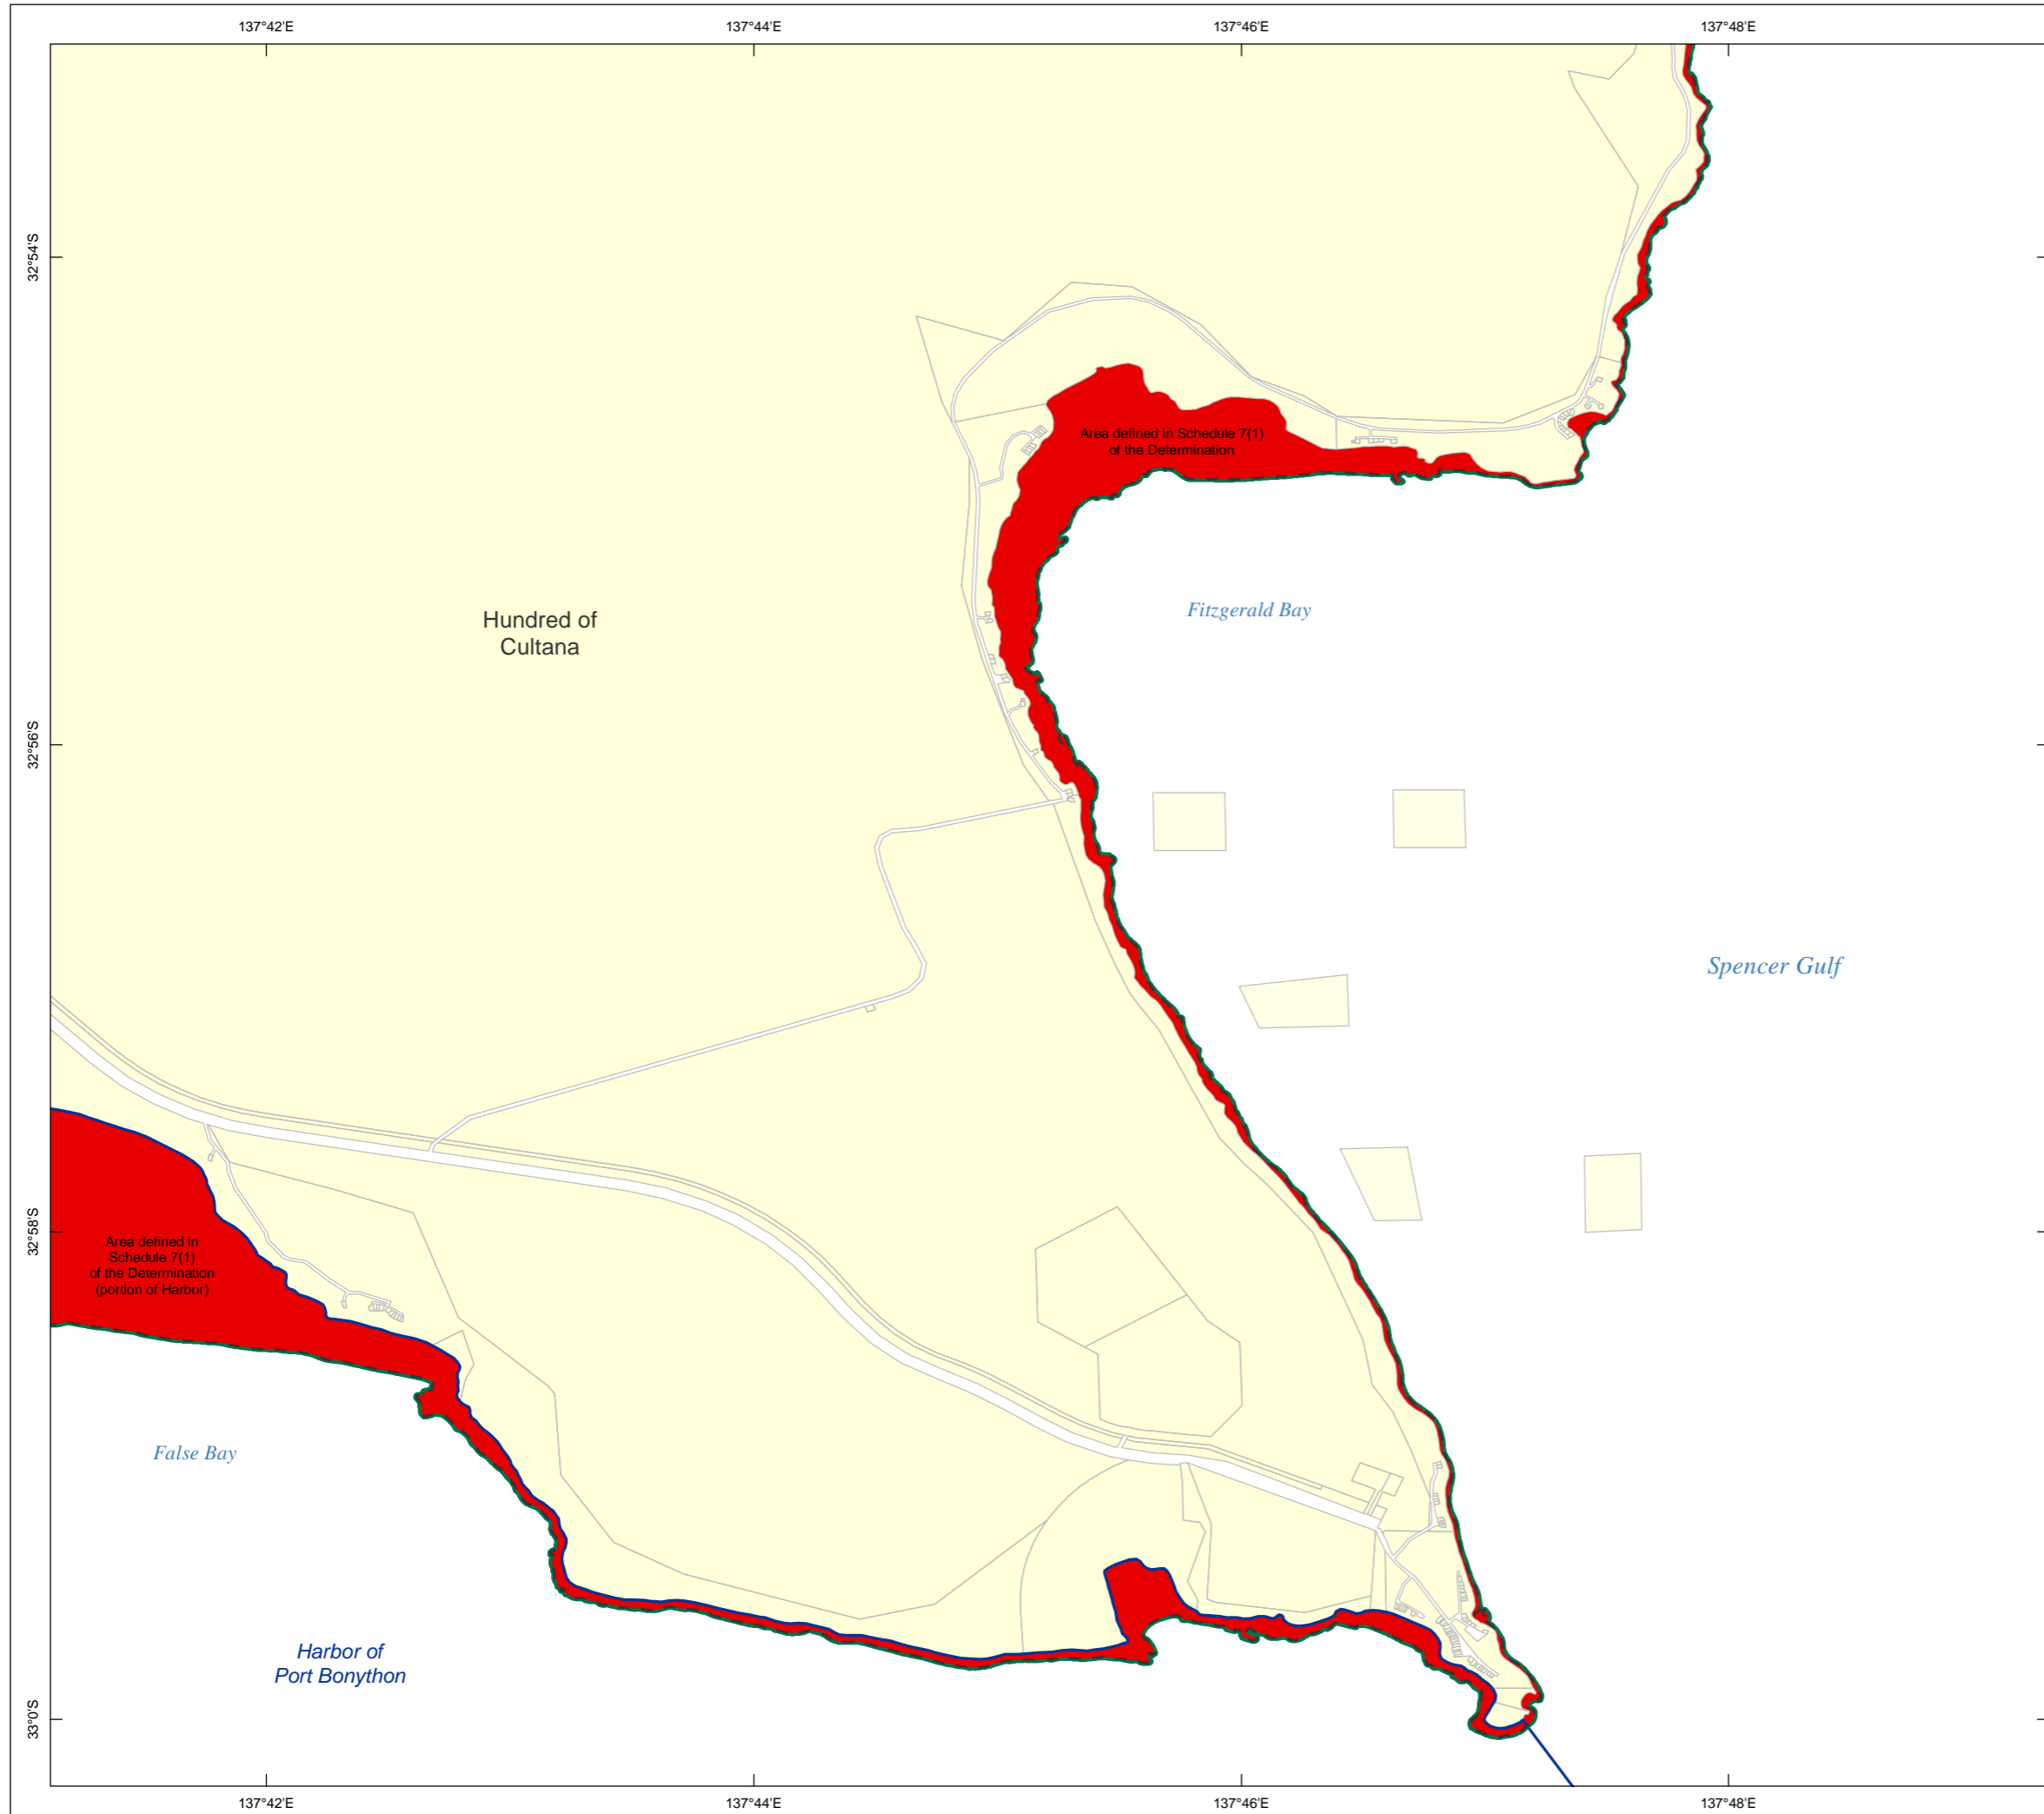 137°42'E
137°44'E
137°46'E
137°48'E
32°54'S
Area defined in Schedule 7(1)
of the Determination
Hundred of
Cultana
Fitzgerald Bay
32°56'S
Spencer Gulf
32°58'S
Area defined in
Schedule 7(1)
of the Determination
(portion of Harbor)
False Bay
Harbor of
Port Bonython
33°0'S
137°42'E
137°44'E
137°46'E
137°48'E